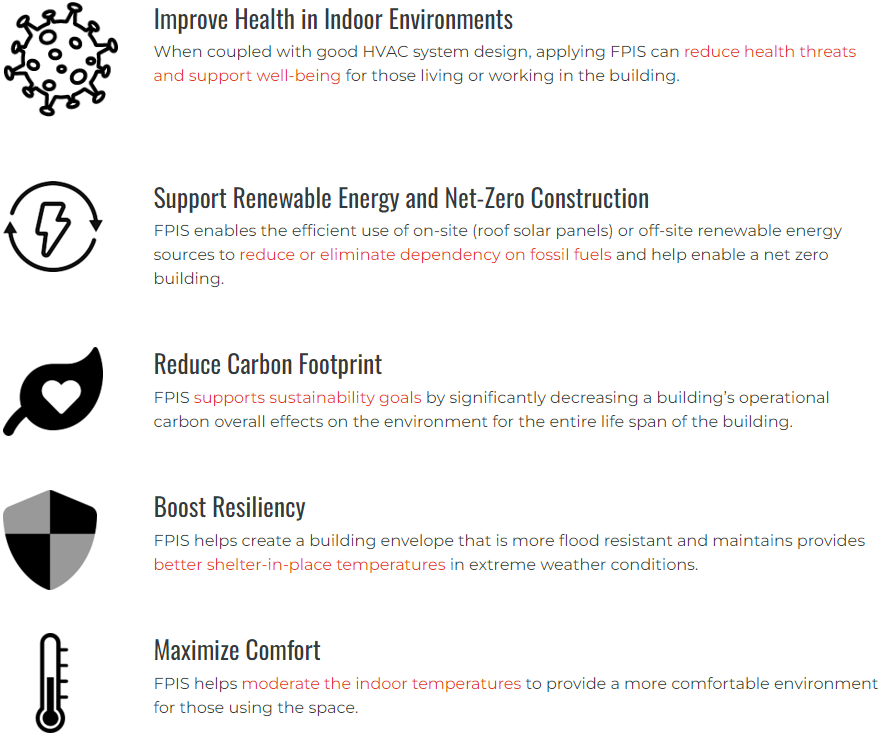 Improve Health in Indoor Environments
When coupled with good HVAC system design, applying FPIS can reduce health threats
and support well-being for those living or working in the building.
Support Renewable Energy and Net-Zero Construction
FPIS enables the efficient use of on-site (roof solar panels) or off-site renewable energy
sources to reduce or eliminate dependency on fossil fuels and help enable a net zero
building.
Reduce Carbon Footprint
FPIS supports sustainability goals by significantly decreasing a building’s operational
carbon overall effects on the environment for the entire life span of the building.
Boost Resiliency
FPIS helps create a building envelope that is more flood resistant and maintains provides
better shelter-in-place temperatures in extreme weather conditions.
Maximize Comfort
FPIS helps moderate the indoor temperatures to provide a more comfortable environment
for those using the space.